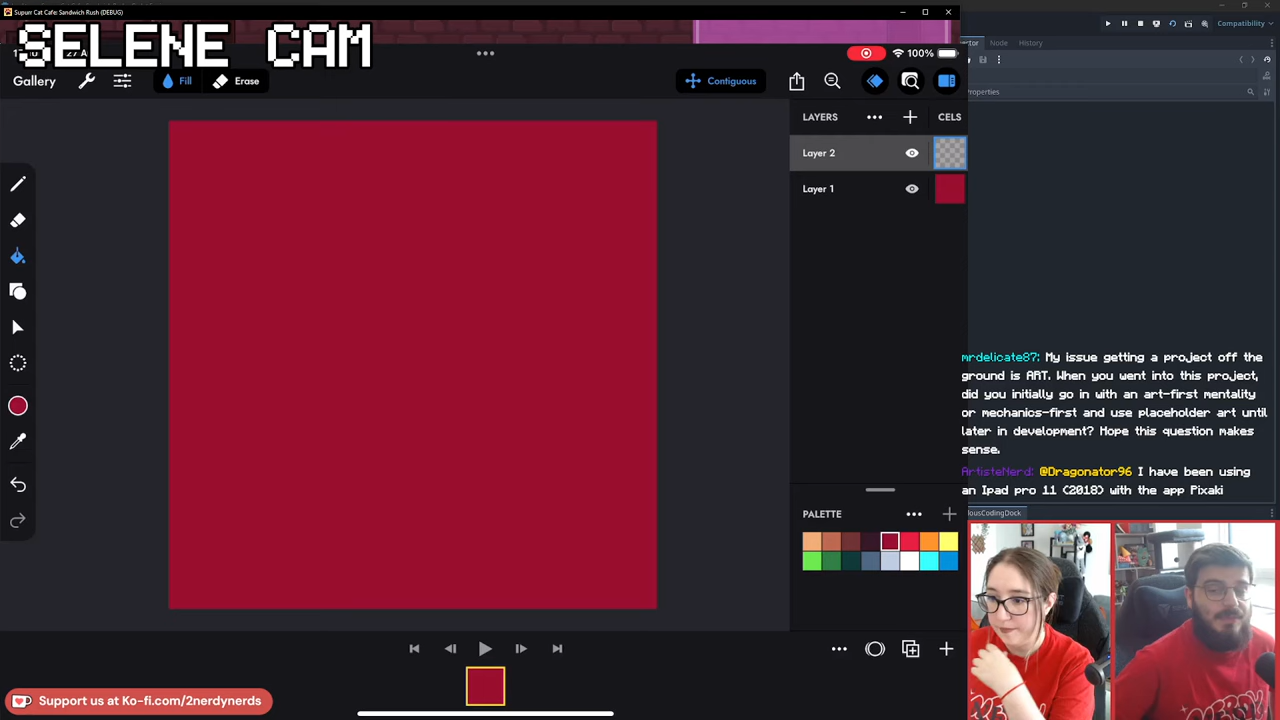 Supurr Cat Cafe: Sandwich Rush (DEBUG)
Compatibility
SELENE CAM
Node
History
100%
Gallery
Fill
Erase
Contiguous
Properties
LAYERS
CELS
Layer 2
Layer 1
mrdelicate87: My issue getting a project off the
ground is ART. When you went into this project,
did you initially go in with an art-first mentality
or mechanics-first and use placeholder art until
later in development? Hope this question makes
sense.
ArtisteNerd: @Dragonator96 I have been using
an Ipad pro 11 (2018) with the app Pixaki
PALETTE
Support us at Ko-fi.com/2nerdynerds